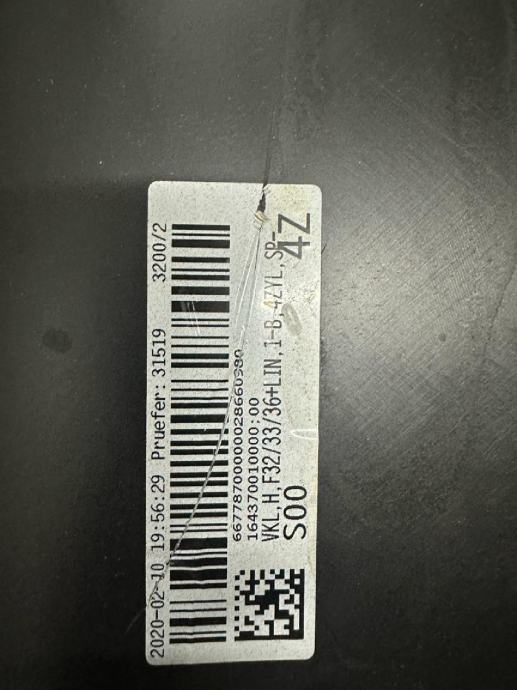 2020-02-10 19:56:29 Pruefer: 31519 3200/2
66778700000028660980
164370010000:00
VKL,H,F32/33/36+LIN,1-B,4ZYL,SP-
S00 4Z